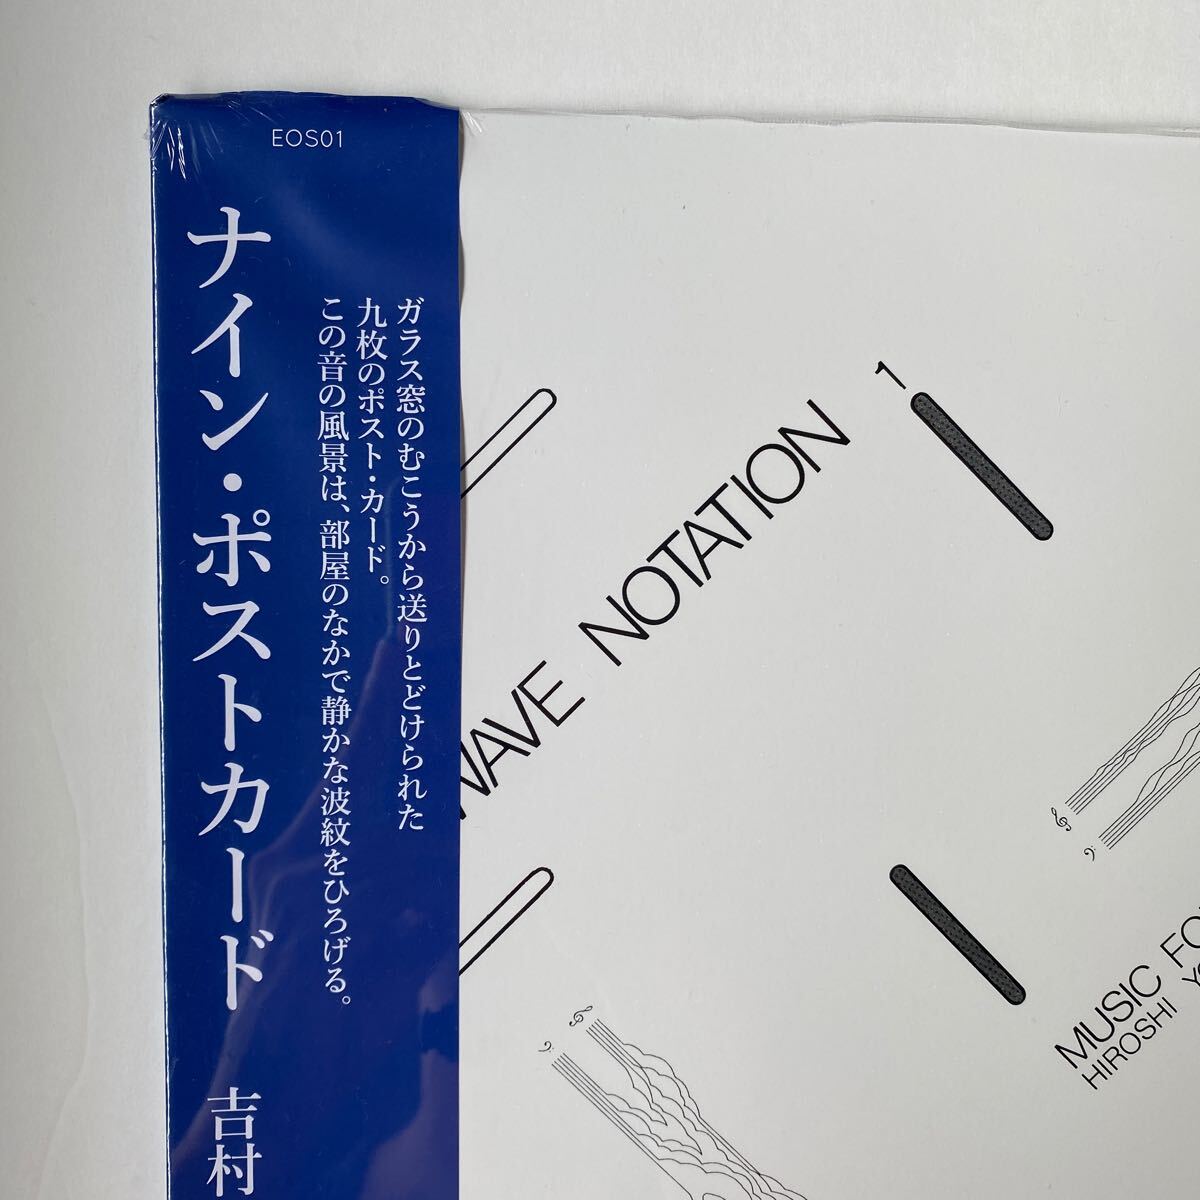 EOS01
ナイン・ポストカード 吉村
ガラス窓のむこうから送りとどけられた
九枚のポスト・カード。
この音の風景は、部屋のなかで静かな波紋をひろげる。
WAVE NOTATION
1
MUSIC
HIROSHI